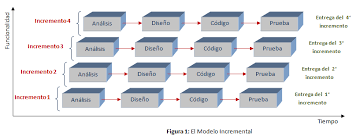 Funcionalidad
Incremento 4
Análisis
Diseño
Código
Prueba
Entrega del 4°
incremento
Incremento 3
Análisis
Diseño
Código
Prueba
Entrega del 3°
incremento
Incremento 2
Análisis
Diseño
Código
Prueba
Entrega del 2°
incremento
Incremento 1
Análisis
Diseño
Código
Prueba
Entrega del 1°
incremento
Tiempo
Figura 1: El Modelo Incremental